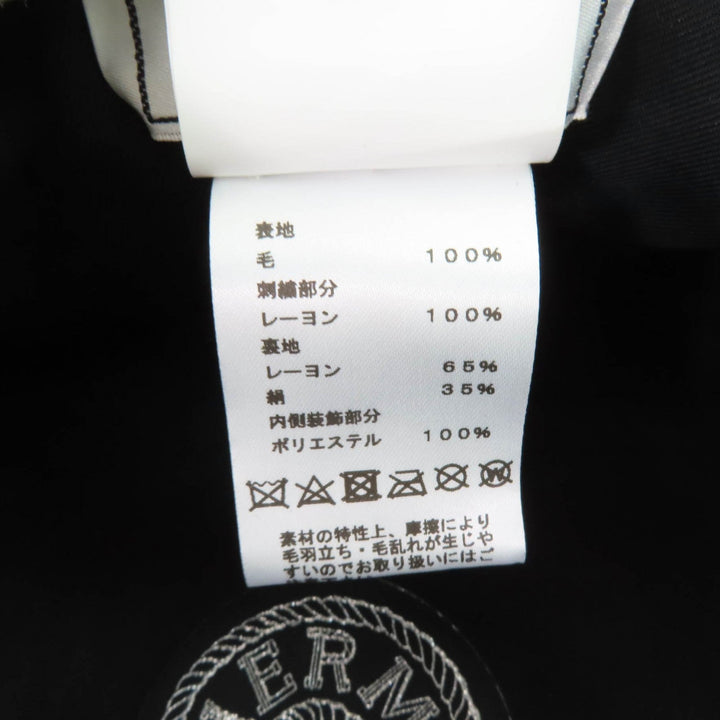 表地
毛 100%
刺繍部分
レーヨン 100%
裏地
レーヨン 65%
絹 35%
内側装飾部分
ポリエステル 100%
W
素材の特性上、摩擦により
毛羽立ち・毛乱れが生じや
すいのでお取り扱いにはご
ERM